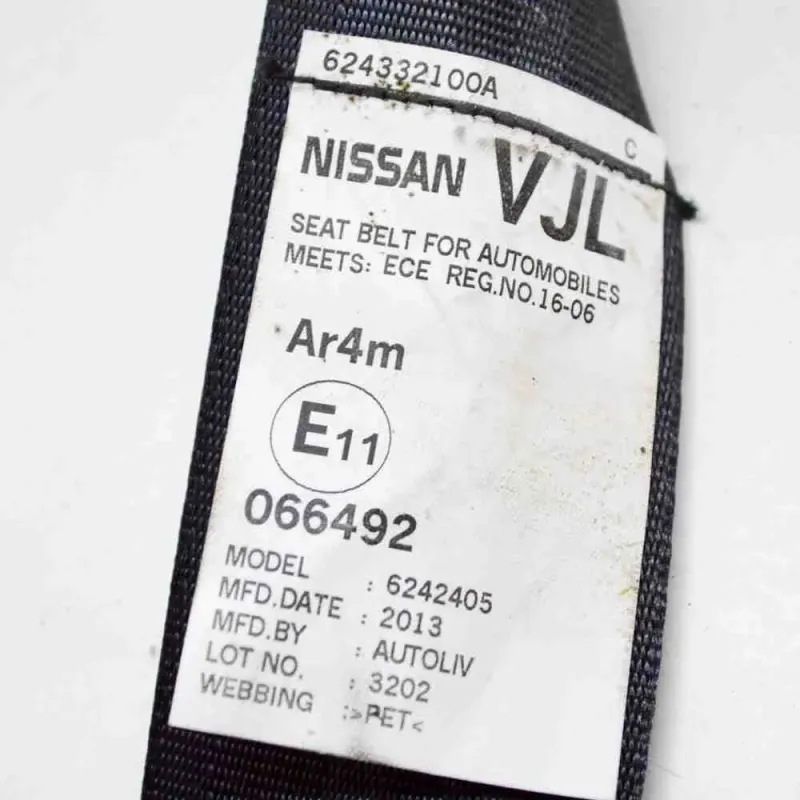 624332100A
C
NISSAN VJL
SEAT BELT FOR AUTOMOBILES
MEETS: ECE REG.NO.16-06
Ar4m
E11
066492
MODEL : 6242405
MFD.DATE : 2013
MFD.BY : AUTOLIV
LOT NO. : 3202
WEBBING :>PET<